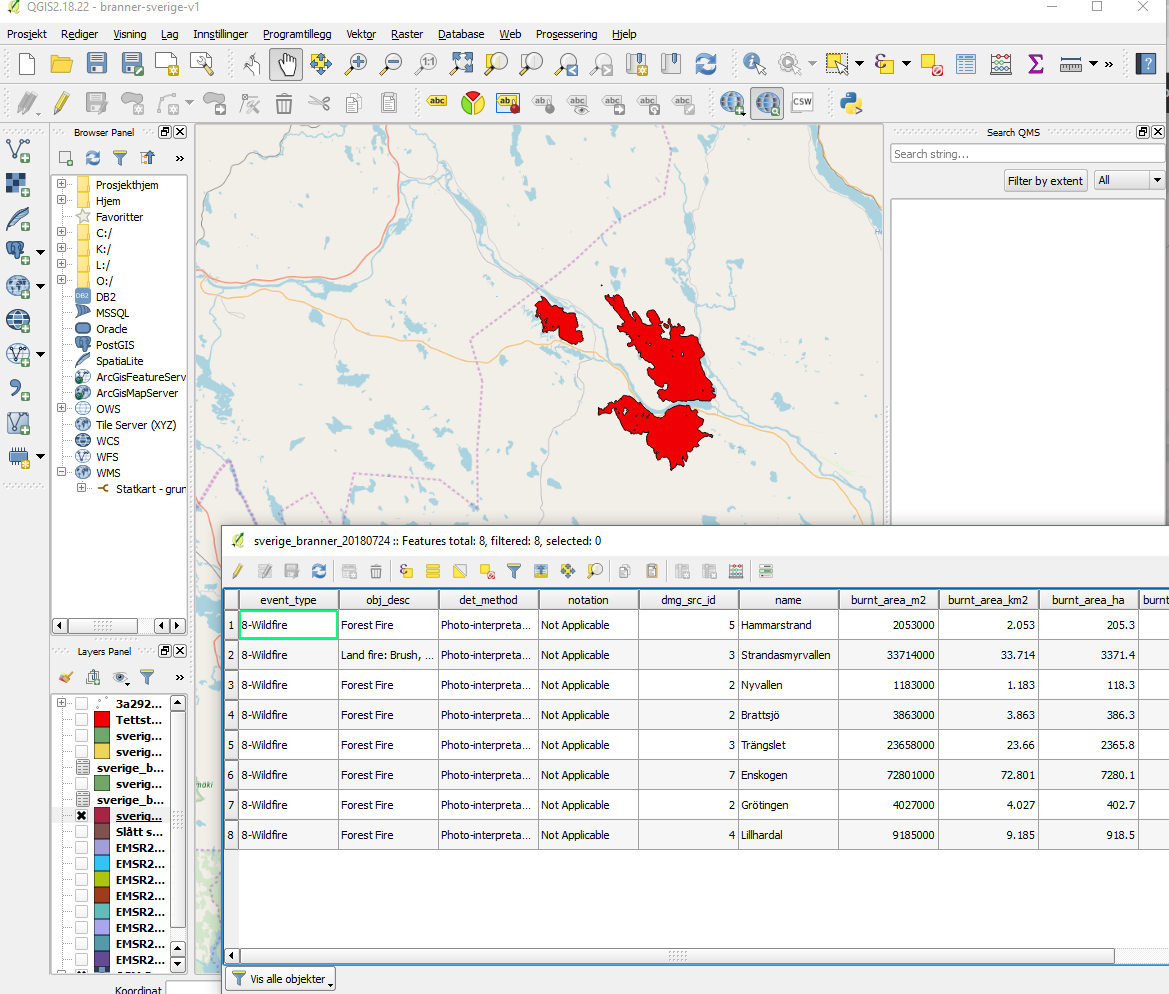 QGIS2.18.22 - branner-sverige-v1
Prosjekt Rediger Visning Lag Innstillinger Programtillegg Vektor Raster Database Web Prosessering Hjelp
1:1
abc abc ab ab abc abc abc abc CSW
Browser Panel
Prosjekthjem
Hjem
Favoritter
C:/
K:/
L:/
O:/
DB2 DB2
MSSQL
Oracle
PostGIS
SpatiaLite
ArcGisFeatureServ
ArcGisMapServer
OWS
Tile Server (XYZ)
WCS
WFS
WMS
Statkart - grun
Search QMS
Search string...
Filter by extent All
Layers Panel
3a292...
Tettst...
sverig...
sverig...
sverige_b...
sverig...
sverige_b...
sverig...
Slått s...
EMSR2...
EMSR2...
EMSR2...
EMSR2...
EMSR2...
EMSR2...
EMSR2...
EMSR2...
Koordinat
sverige_branner_20180724 :: Features total: 8, filtered: 8, selected: 0
event_type obj_desc det_method notation dmg_src_id name burnt_area_m2 burnt_area_km2 burnt_area_ha burnt
1 8-Wildfire Forest Fire Photo-interpreta... Not Applicable 5 Hammarstrand 2053000 2.053 205.3
2 8-Wildfire Land fire: Brush, ... Photo-interpreta... Not Applicable 3 Strandasmyrvallen 33714000 33.714 3371.4
3 8-Wildfire Forest Fire Photo-interpreta... Not Applicable 2 Nyvallen 1183000 1.183 118.3
4 8-Wildfire Forest Fire Photo-interpreta... Not Applicable 2 Brattsjö 3863000 3.863 386.3
5 8-Wildfire Forest Fire Photo-interpreta... Not Applicable 3 Trängslet 23658000 23.66 2365.8
6 8-Wildfire Forest Fire Photo-interpreta... Not Applicable 7 Enskogen 72801000 72.801 7280.1
7 8-Wildfire Forest Fire Photo-interpreta... Not Applicable 2 Grötingen 4027000 4.027 402.7
8 8-Wildfire Forest Fire Photo-interpreta... Not Applicable 4 Lillhardal 9185000 9.185 918.5
Vis alle objekter